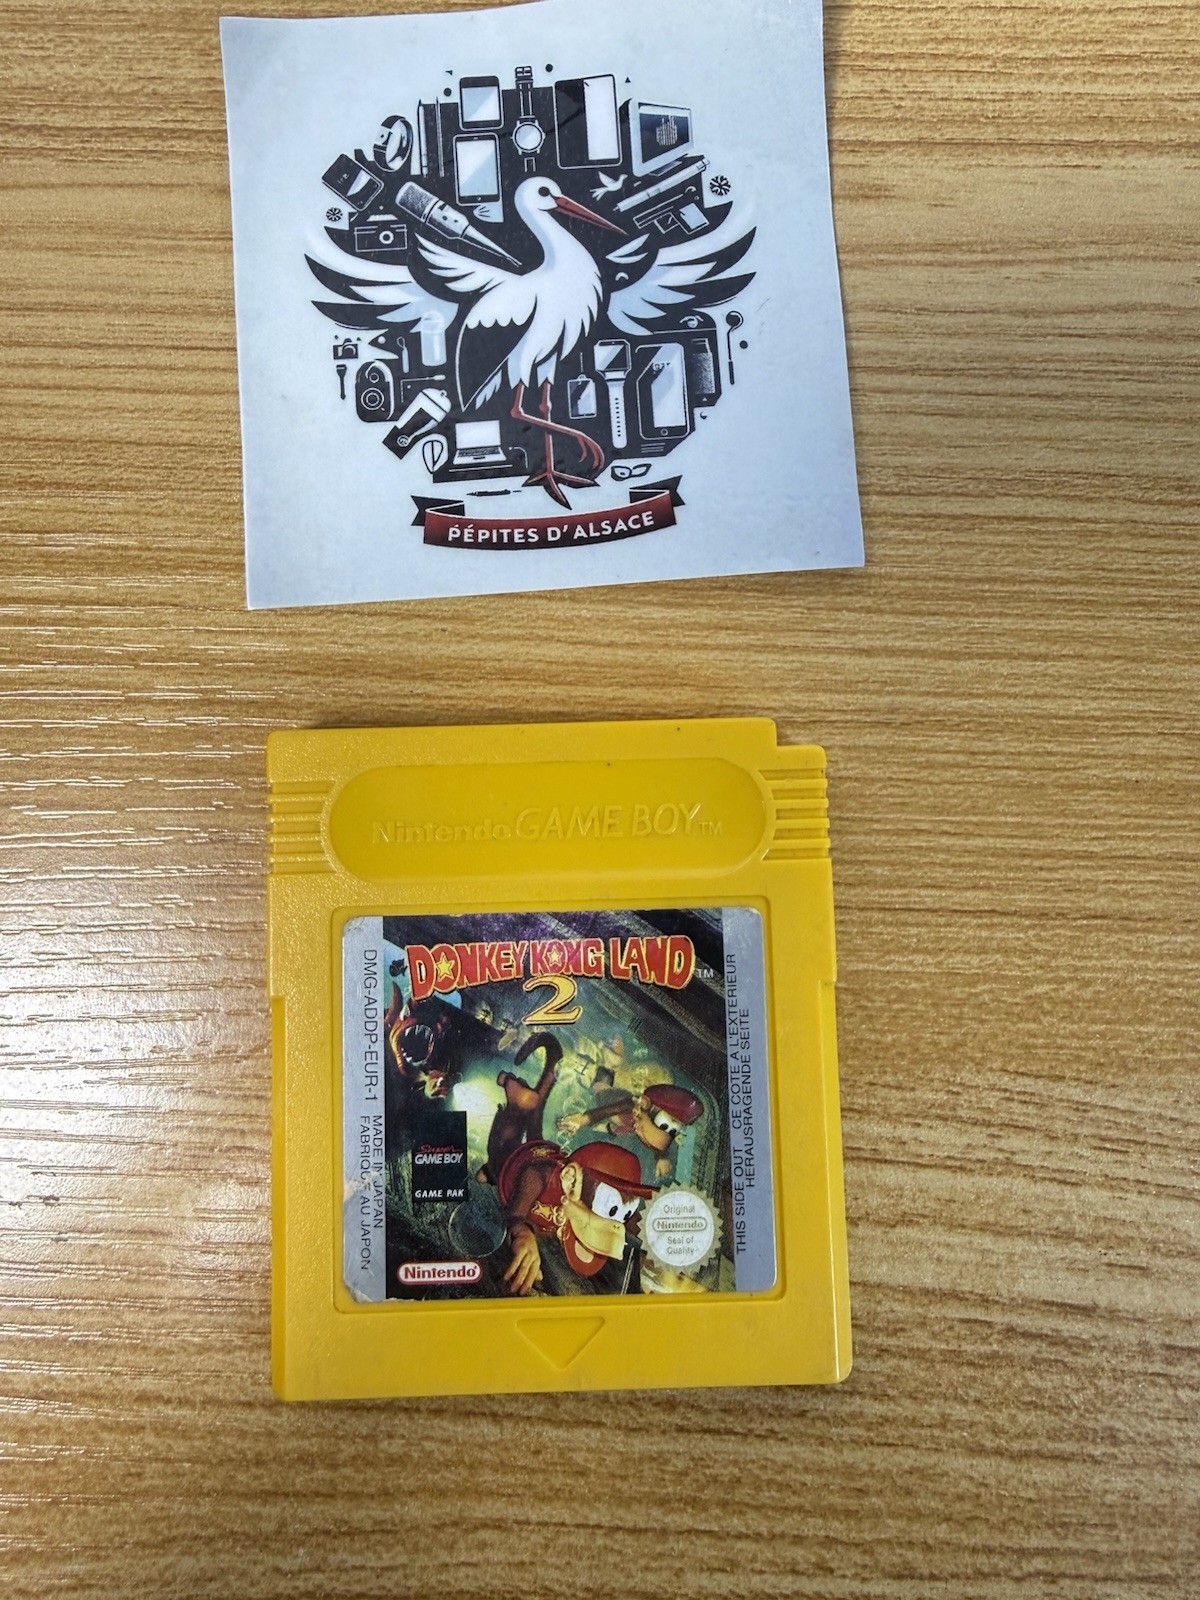 PÉPITES D'ALSACE
Nintendo GAME BOY TM
DONKEY KONG LAND TM
2
DMG-ADDP-EUR-1
MADE IN JAPAN
FABRIQUÉ AU JAPON
Super
GAME BOY
GAME PAK
Nintendo
Original
Nintendo
Seal of
Quality
THIS SIDE OUT CE COTE A L'EXTERIEUR
HERAUSRAGENDE SEITE